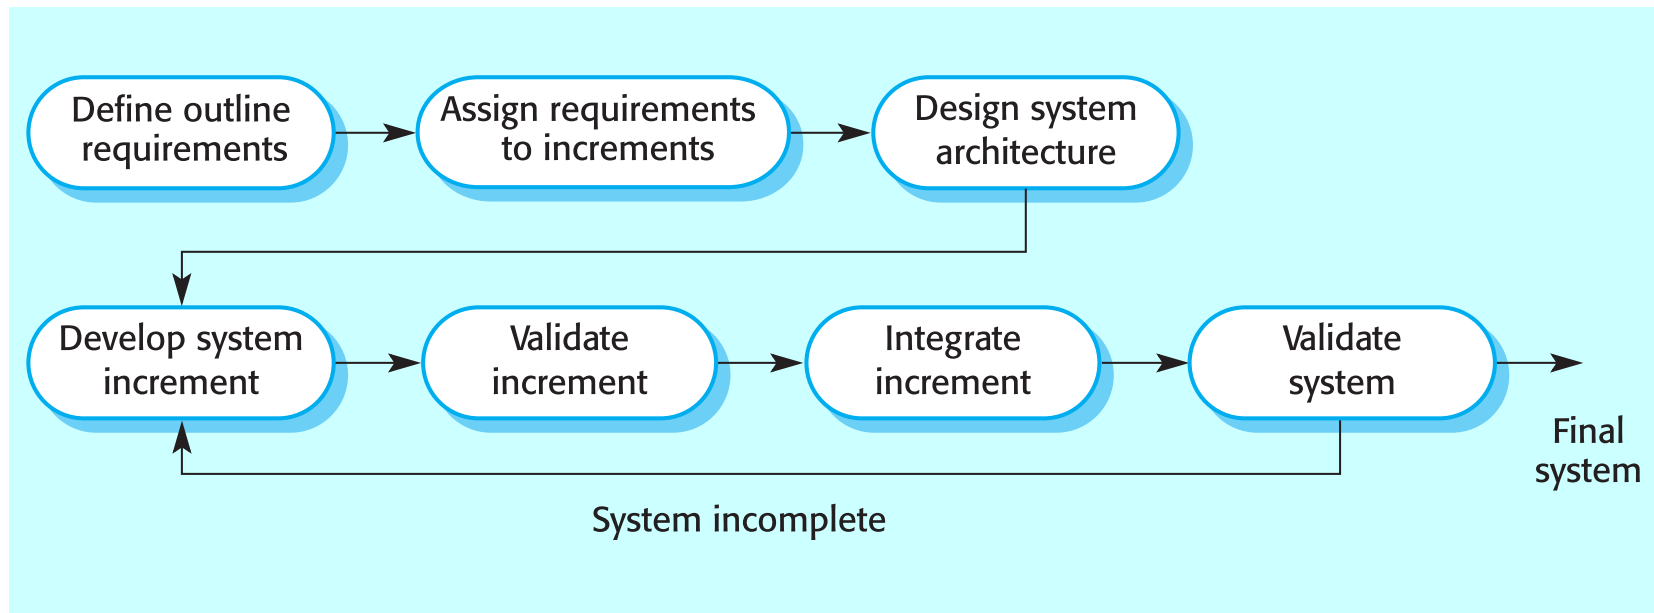 Define outline
requirements
Assign requirements
to increments
Design system
architecture
Develop system
increment
Validate
increment
Integrate
increment
Validate
system
Final
system
System incomplete